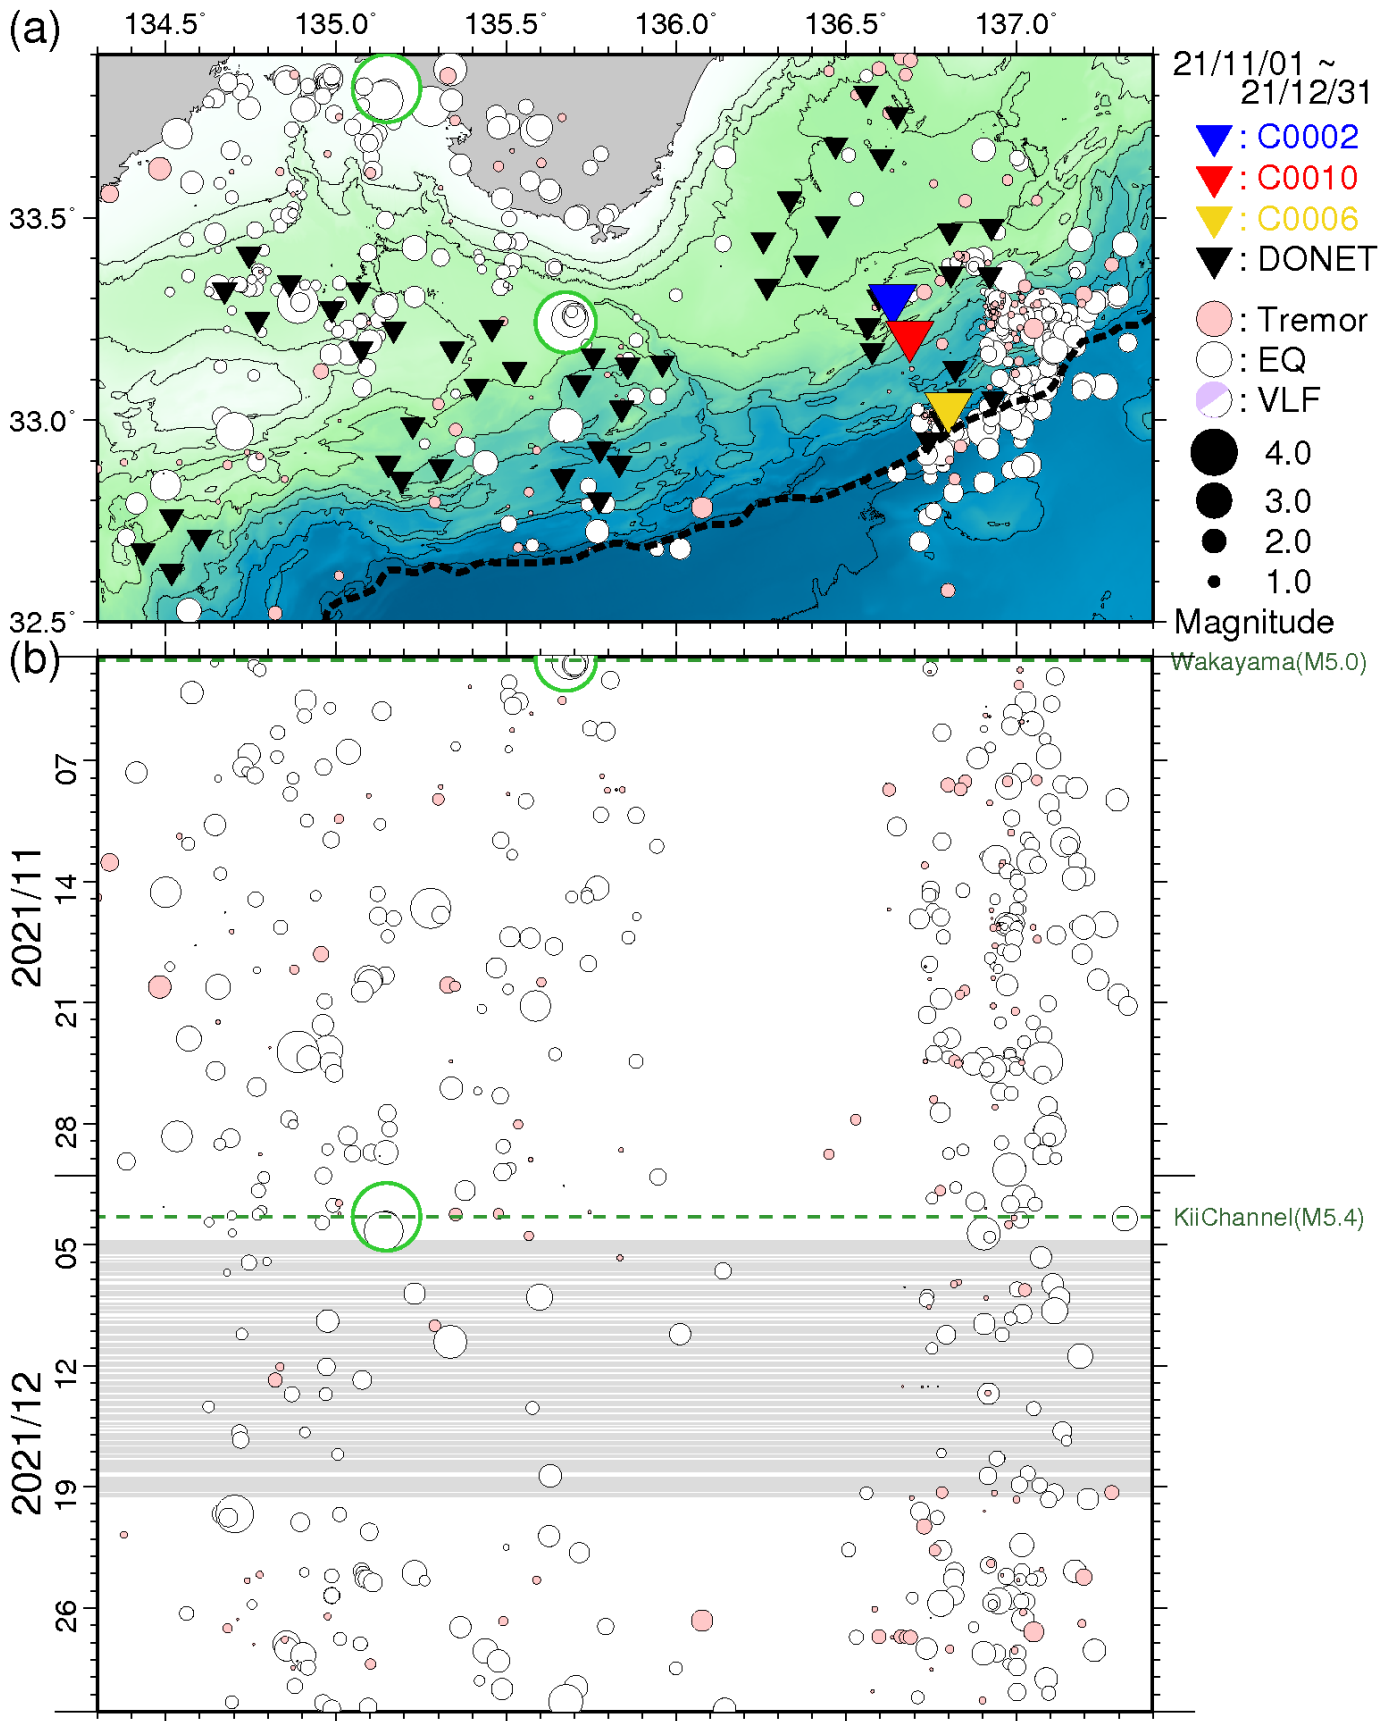 (a)
134.5° 135.0° 135.5° 136.0° 136.5° 137.0°
33.5°
33.0°
32.5°
21/11/01 ~
21/12/31
: C0002
: C0010
: C0006
: DONET
: Tremor
: EQ
: VLF
4.0
3.0
2.0
1.0
Magnitude
(b)
Wakayama(M5.0)
KiiChannel(M5.4)
2021/11
07
14
21
28
2021/12
05
12
19
26